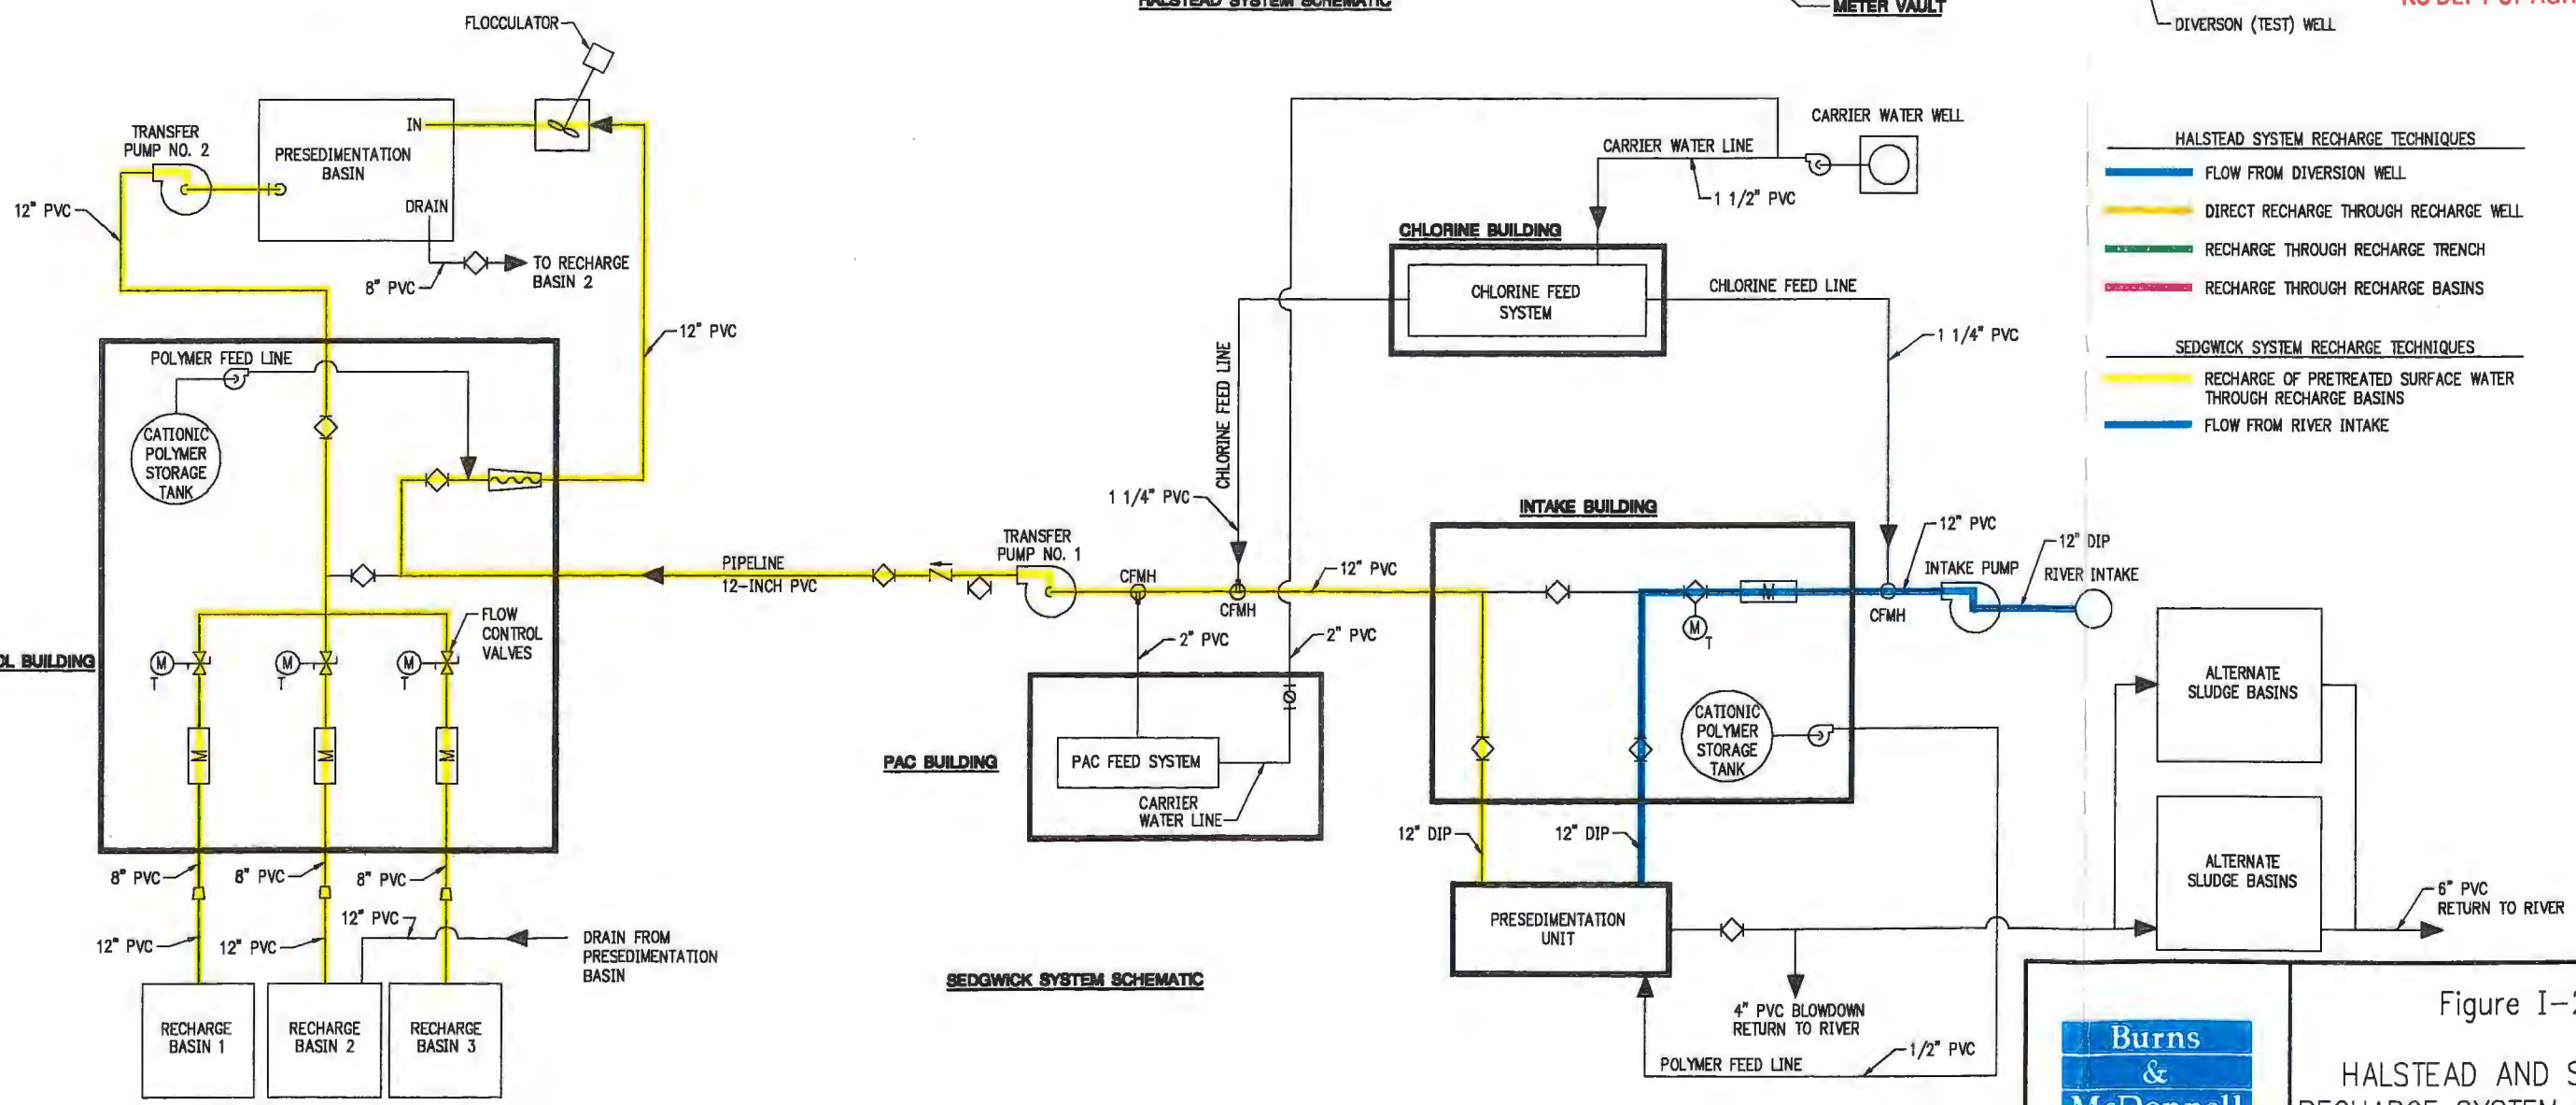 HALSTEAD SYSTEM SCHEMATIC
METER VAULT
DIVERSON (TEST) WELL
FLOCCULATOR
TRANSFER
PUMP NO. 2
IN
PRESEDIMENTATION
BASIN
DRAIN
12" PVC
8" PVC
TO RECHARGE
BASIN 2
12" PVC
CARRIER WATER WELL
CARRIER WATER LINE
1 1/2" PVC
CHLORINE BUILDING
CHLORINE FEED
SYSTEM
CHLORINE FEED LINE
CHLORINE FEED LINE
1 1/4" PVC
1 1/4" PVC
HALSTEAD SYSTEM RECHARGE TECHNIQUES
FLOW FROM DIVERSION WELL
DIRECT RECHARGE THROUGH RECHARGE WELL
RECHARGE THROUGH RECHARGE TRENCH
RECHARGE THROUGH RECHARGE BASINS
SEDGWICK SYSTEM RECHARGE TECHNIQUES
RECHARGE OF PRETREATED SURFACE WATER
THROUGH RECHARGE BASINS
FLOW FROM RIVER INTAKE
POLYMER FEED LINE
CATIONIC
POLYMER
STORAGE
TANK
FLOW
CONTROL
VALVES
M
T
M
T
M
T
M
M
M
BUILDING
8" PVC
8" PVC
8" PVC
12" PVC
12" PVC
12" PVC
DRAIN FROM
PRESEDIMENTATION
BASIN
RECHARGE
BASIN 1
RECHARGE
BASIN 2
RECHARGE
BASIN 3
PIPELINE
12-INCH PVC
TRANSFER
PUMP NO. 1
CFMH
CFMH
12" PVC
2" PVC
2" PVC
PAC BUILDING
PAC FEED SYSTEM
CARRIER
WATER LINE
SEDGWICK SYSTEM SCHEMATIC
INTAKE BUILDING
M
M
T
CFMH
12" PVC
INTAKE PUMP
12" DIP
RIVER INTAKE
CATIONIC
POLYMER
STORAGE
TANK
12" DIP
12" DIP
PRESEDIMENTATION
UNIT
4" PVC BLOWDOWN
RETURN TO RIVER
POLYMER FEED LINE
1/2" PVC
ALTERNATE
SLUDGE BASINS
ALTERNATE
SLUDGE BASINS
6" PVC
RETURN TO RIVER
Burns
&
McDonnell
Figure I-2
HALSTEAD AND S
RECHARGE SYSTEM